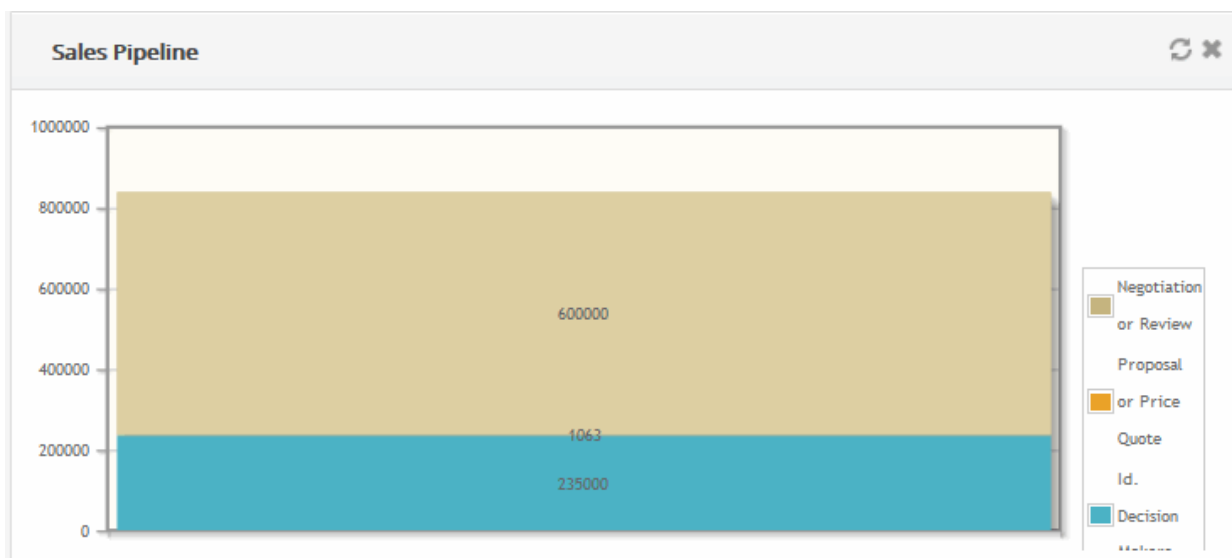 Sales Pipeline
1000000
800000
600000
400000
200000
0
600000
1063
235000
Negotiation
or Review
Proposal
or Price
Quote
Id.
Decision
Makers